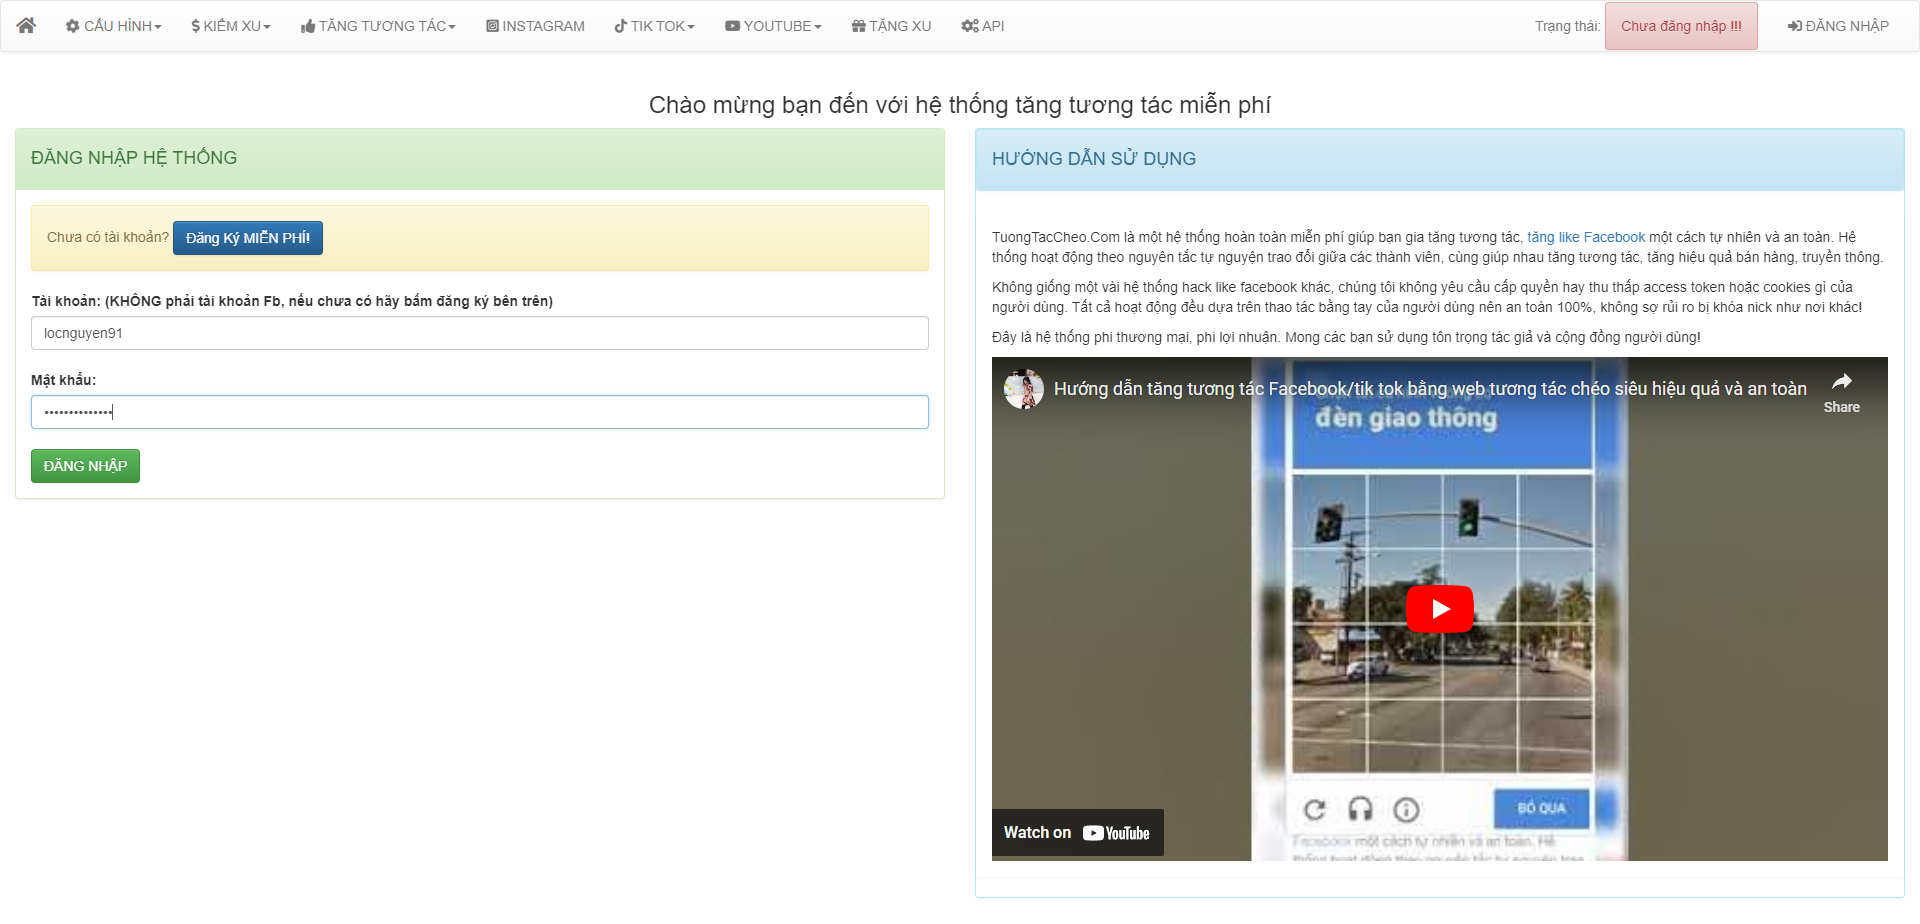 CẤU HÌNH
KIẾM XU
TĂNG TƯƠNG TÁC
INSTAGRAM
TIK TOK
YOUTUBE
TẶNG XU
API
Trạng thái:
Chưa đăng nhập !!!
ĐĂNG NHẬP
Chào mừng bạn đến với hệ thống tăng tương tác miễn phí
ĐĂNG NHẬP HỆ THỐNG
Chưa có tài khoản? Đăng Ký MIỄN PHÍ!
Tài khoản: (KHÔNG phải tài khoản Fb, nếu chưa có hãy bấm đăng ký bên trên)
locnguyen91
Mật khẩu:
••••••••••••••
ĐĂNG NHẬP
HƯỚNG DẪN SỬ DỤNG
TuongTacCheo.Com là một hệ thống hoàn toàn miễn phí giúp bạn gia tăng tương tác, tăng like Facebook một cách tự nhiên và an toàn. Hệ
thống hoạt động theo nguyên tắc tự nguyện trao đổi giữa các thành viên, cùng giúp nhau tăng tương tác, tăng hiệu quả bán hàng, truyền thông.
Không giống một vài hệ thống hack like facebook khác, chúng tôi không yêu cầu cấp quyền hay thu thấp access token hoặc cookies gì của
người dùng. Tất cả hoạt động đều dựa trên thao tác bằng tay của người dùng nên an toàn 100%, không sợ rủi ro bị khóa nick như nơi khác!
Đây là hệ thống phi thương mại, phi lợi nhuận. Mong các bạn sử dụng tôn trọng tác giả và cộng đồng người dùng!
Hướng dẫn tăng tương tác Facebook/tik tok bằng web tương tác chéo siêu hiệu quả và an toàn
Share
đèn giao thông
BỎ QUA
Facebook một cách tự nhiên và an toàn. Hệ
Watch on YouTube